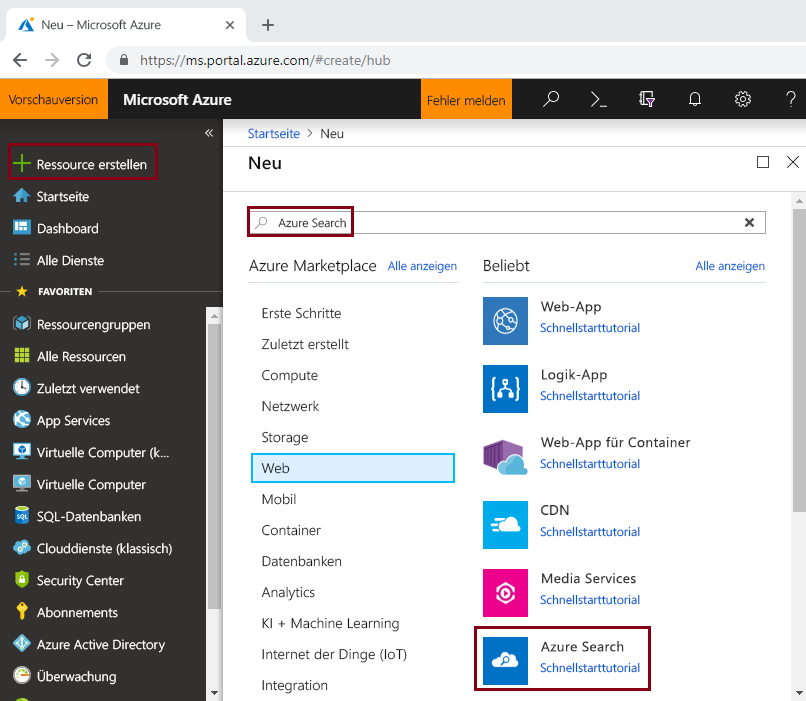 Neu – Microsoft Azure
https://ms.portal.azure.com/#create/hub
Vorschauversion
Microsoft Azure
Fehler melden
Ressource erstellen
Startseite
Dashboard
Alle Dienste
FAVORITEN
Ressourcengruppen
Alle Ressourcen
Zuletzt verwendet
App Services
Virtuelle Computer (k...
Virtuelle Computer
SQL
SQL-Datenbanken
Clouddienste (klassisch)
Security Center
Abonnements
Azure Active Directory
Überwachung
Startseite > Neu
Neu
Azure Search
Azure Marketplace
Alle anzeigen
Erste Schritte
Zuletzt erstellt
Compute
Netzwerk
Storage
Web
Mobil
Container
Datenbanken
Analytics
KI + Machine Learning
Internet der Dinge (IoT)
Integration
Beliebt
Alle anzeigen
Web-App
Schnellstarttutorial
Logik-App
Schnellstarttutorial
Web-App für Container
Schnellstarttutorial
CDN
Schnellstarttutorial
Media Services
Schnellstarttutorial
Azure Search
Schnellstarttutorial